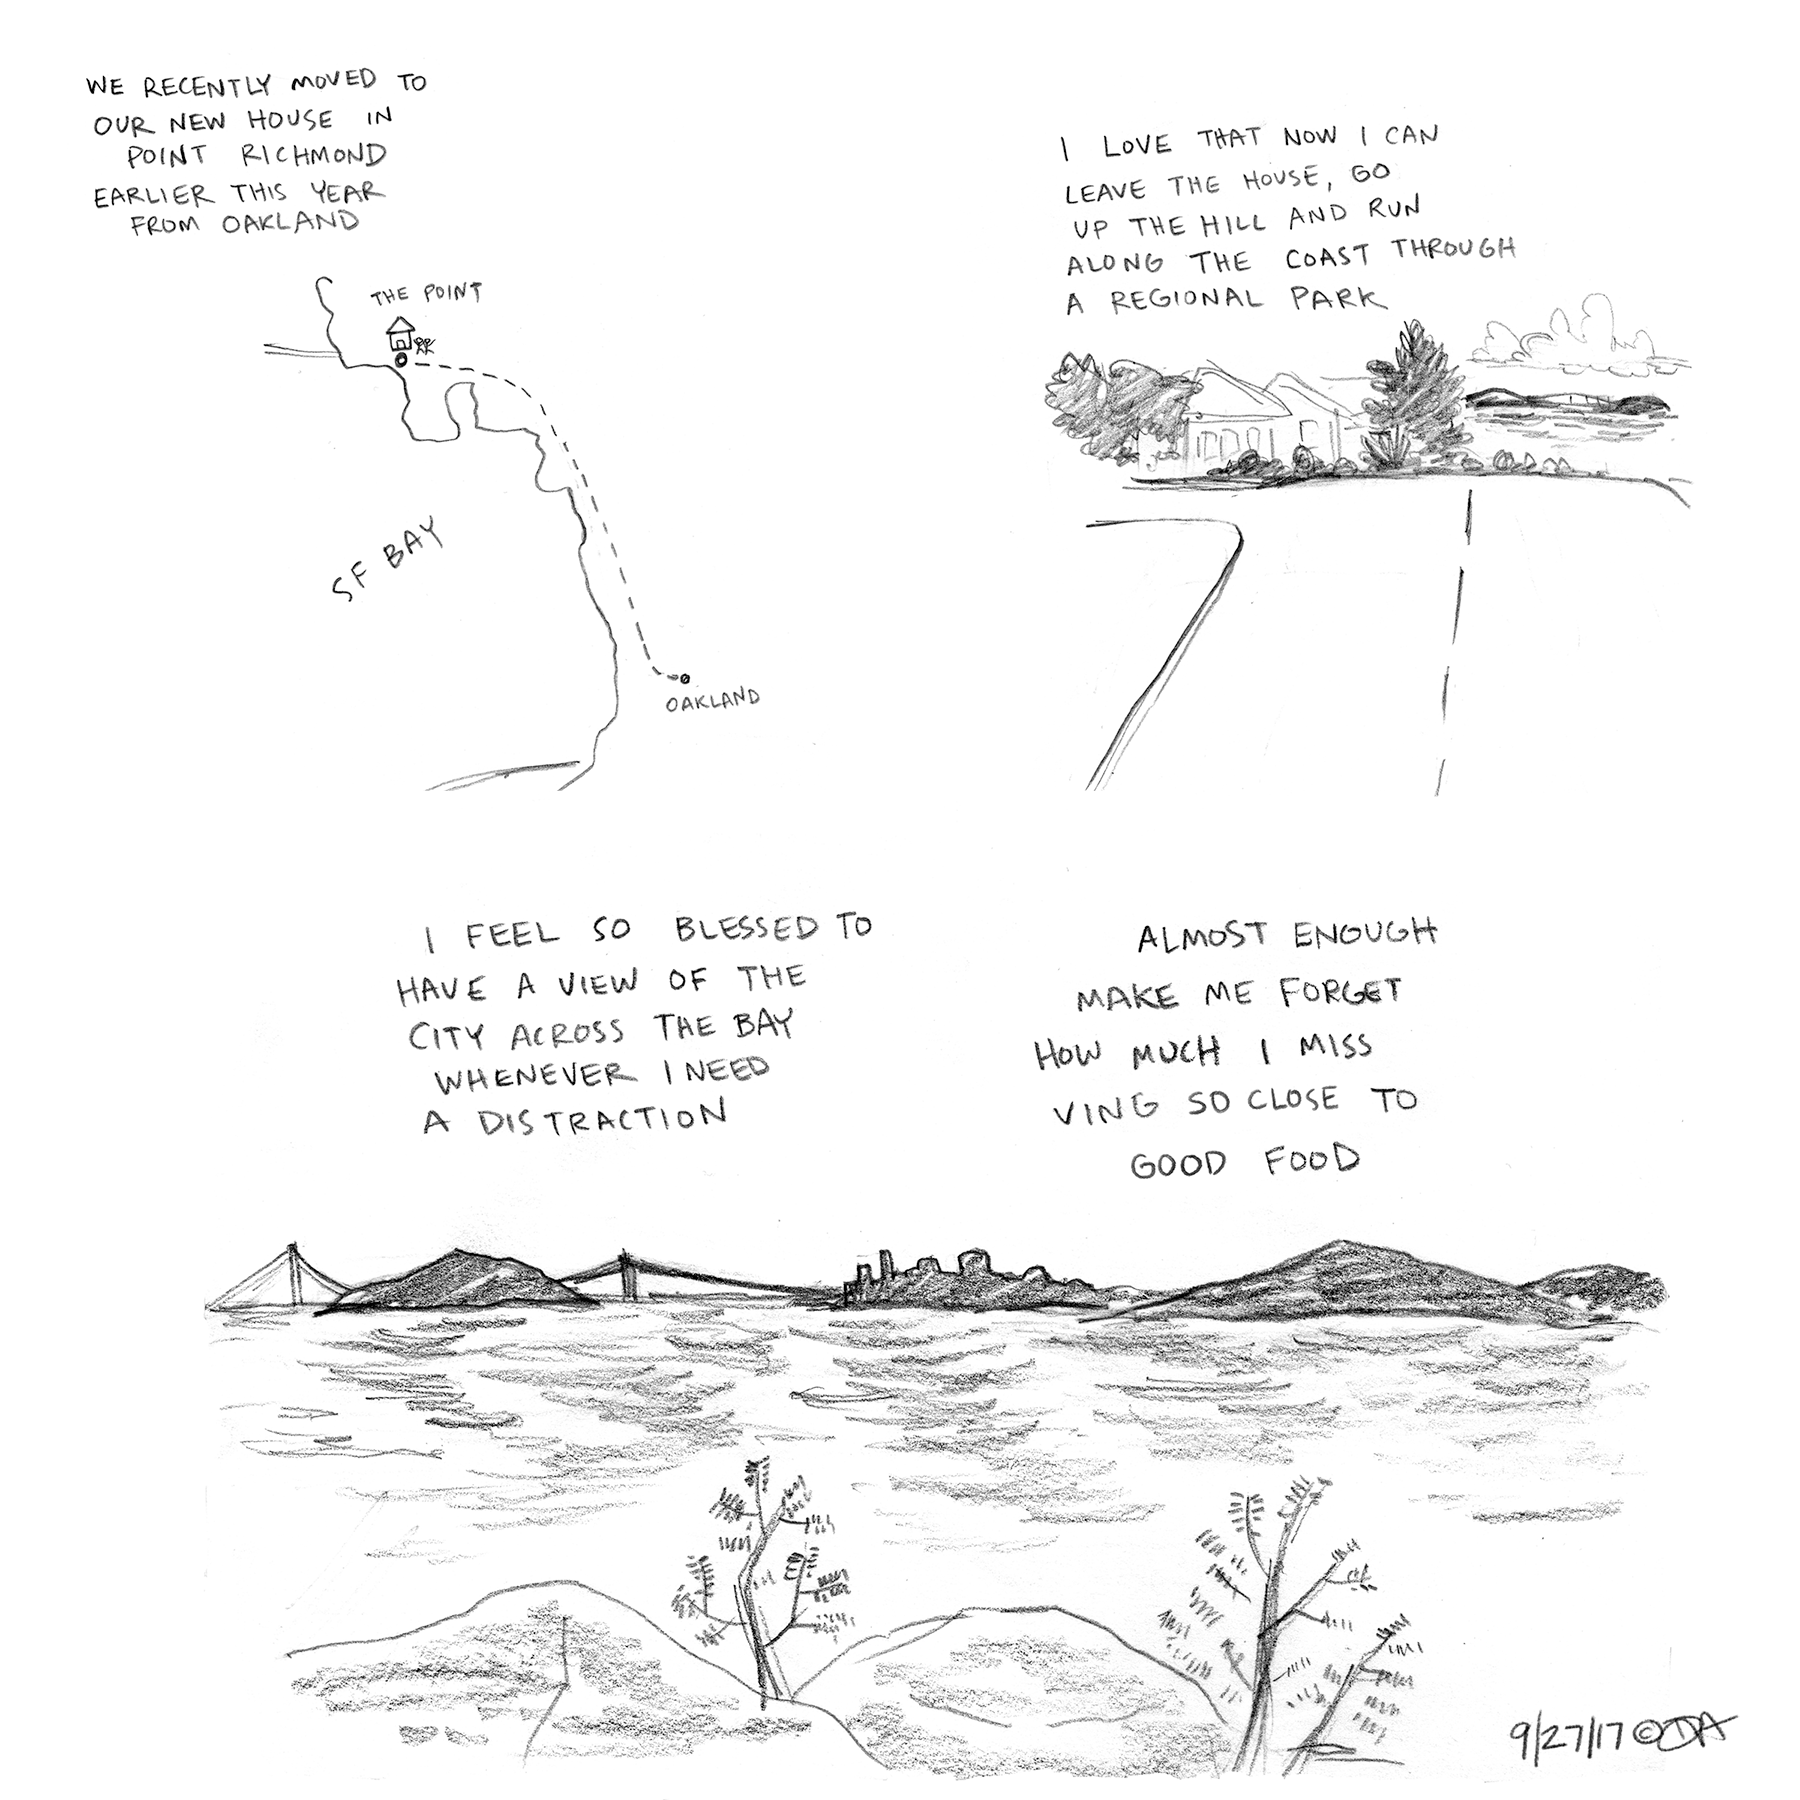 WE RECENTLY MOVED TO
OUR NEW HOUSE IN
POINT RICHMOND
EARLIER THIS YEAR
FROM OAKLAND
THE POINT
SF BAY
OAKLAND
I LOVE THAT NOW I CAN
LEAVE THE HOUSE, GO
UP THE HILL AND RUN
ALONG THE COAST THROUGH
A REGIONAL PARK
I FEEL SO BLESSED TO
HAVE A VIEW OF THE
CITY ACROSS THE BAY
WHENEVER I NEED
A DISTRACTION
ALMOST ENOUGH
MAKE ME FORGET
HOW MUCH I MISS
VING SO CLOSE TO
GOOD FOOD
9/27/17 © DA